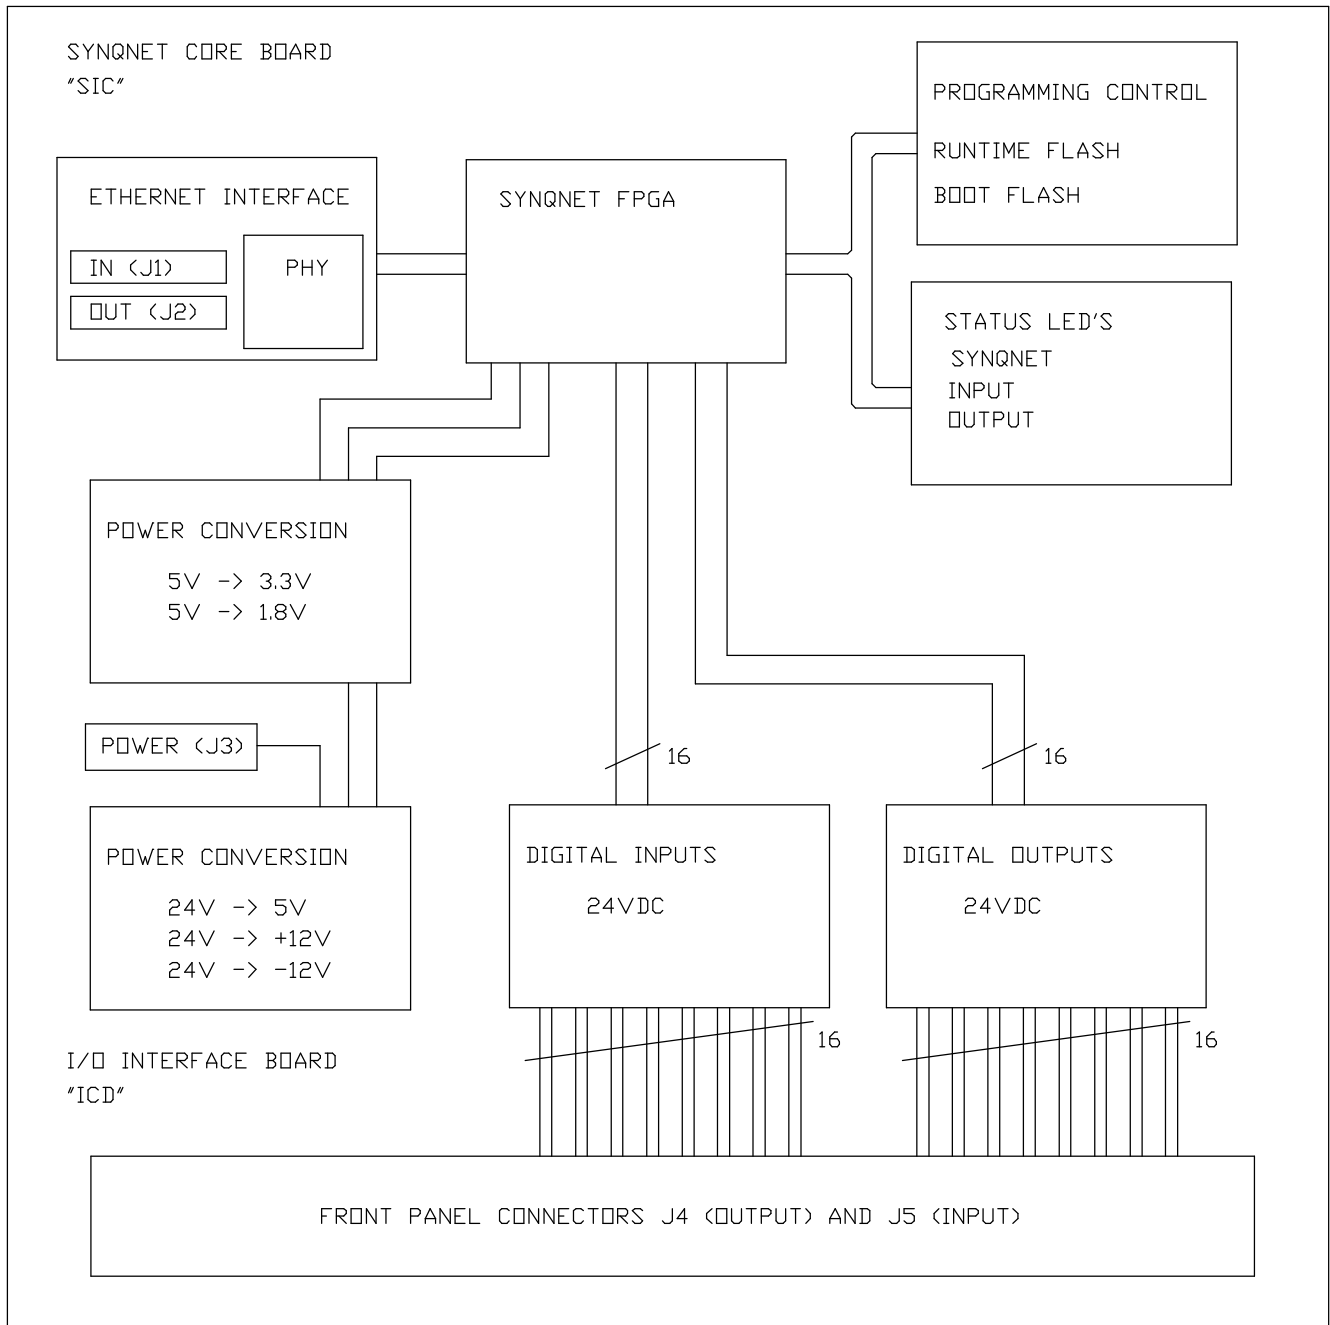 SYNQNET CORE BOARD
"SIC"
PROGRAMMING CONTROL
RUNTIME FLASH
BOOT FLASH
ETHERNET INTERFACE
IN (J1)
OUT (J2)
PHY
SYNQNET FPGA
STATUS LED'S
SYNQNET
INPUT
OUTPUT
POWER CONVERSION
5V -> 3.3V
5V -> 1.8V
POWER (J3)
16
16
POWER CONVERSION
24V -> 5V
24V -> +12V
24V -> -12V
DIGITAL INPUTS
24VDC
DIGITAL OUTPUTS
24VDC
16
16
I/O INTERFACE BOARD
"ICD"
FRONT PANEL CONNECTORS J4 (OUTPUT) AND J5 (INPUT)